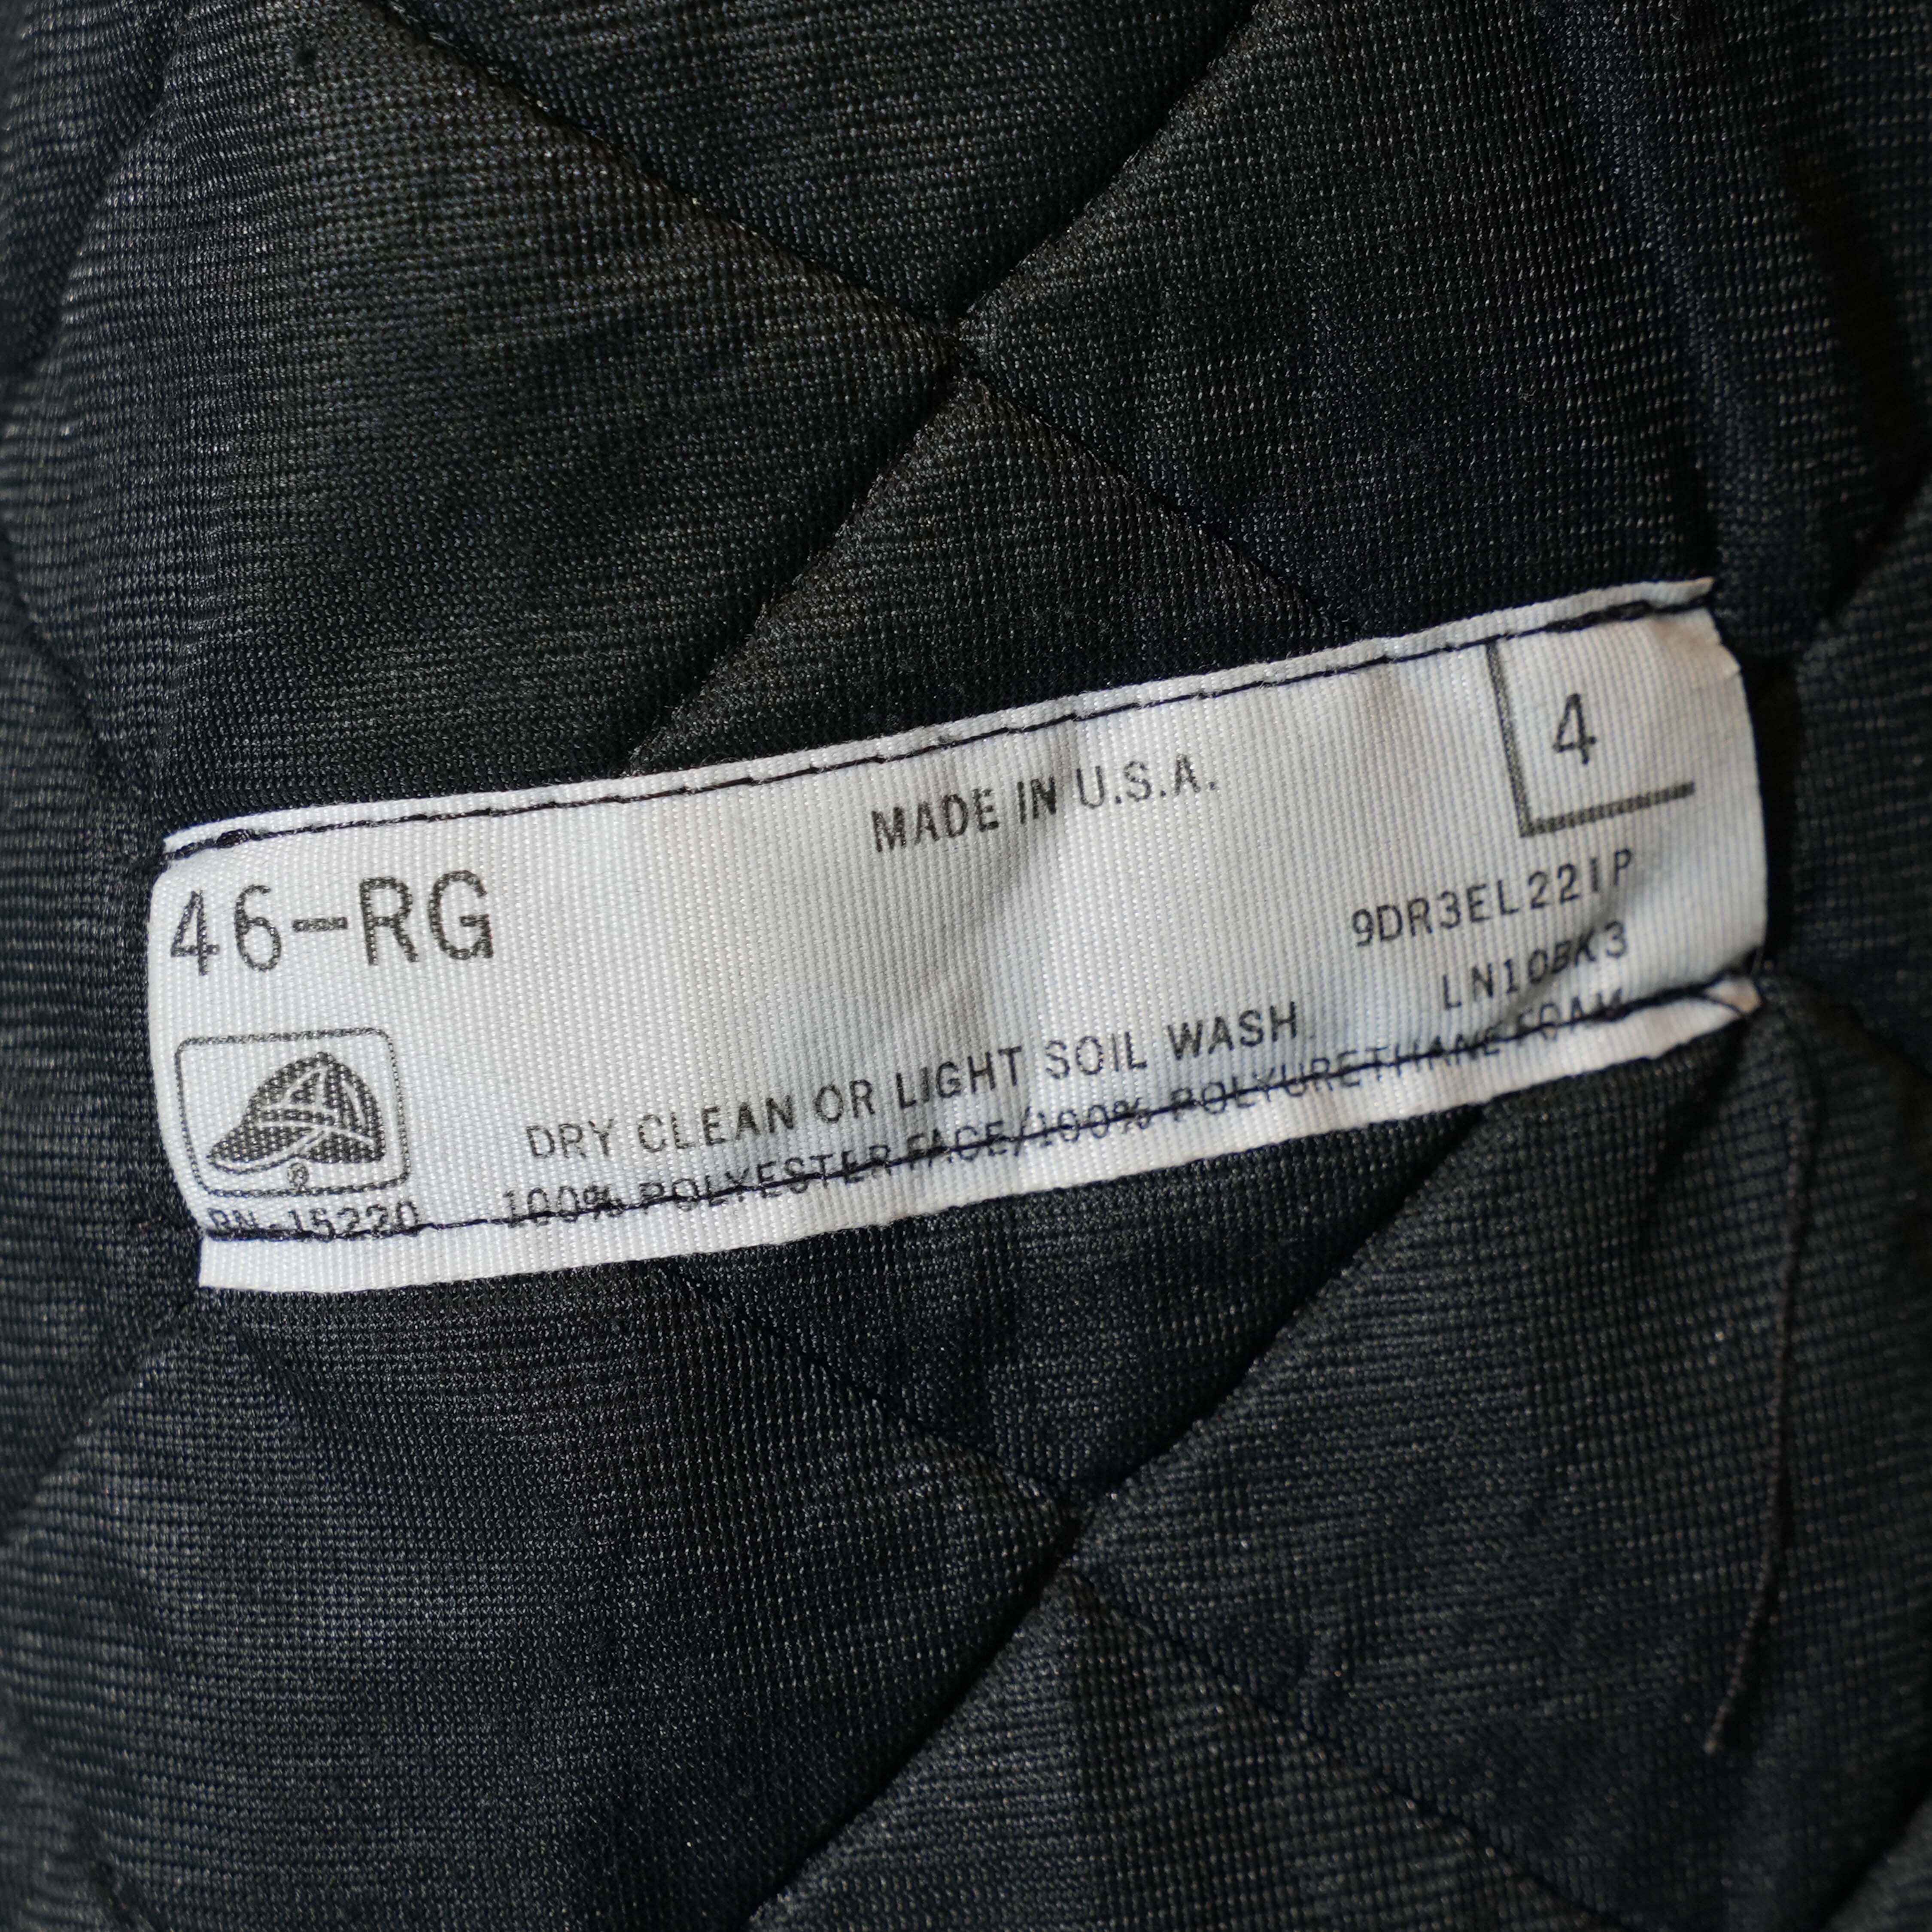 MADE IN U.S.A.
4
46-RG
9DR3EL221P
LN10BK3
DRY CLEAN OR LIGHT SOIL WASH
100% POLYESTER FACE/100% POLYURETHANE FOAM
®
RN-15220